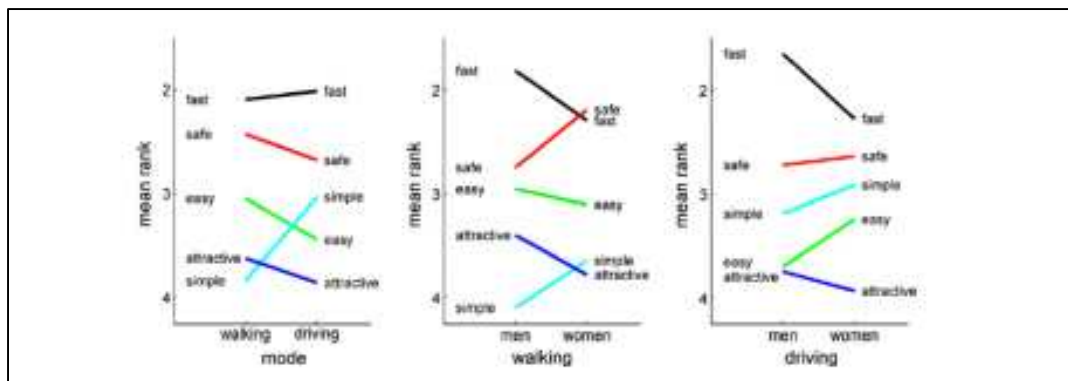 mean rank
2
3
4
fast
safe
easy
attractive
simple
fast
safe
simple
easy
attractive
walking driving
mode
mean rank
2
3
4
fast
safe
easy
attractive
simple
safe
fast
easy
simple
attractive
men women
walking
mean rank
2
3
4
fast
safe
simple
easy
attractive
fast
safe
simple
easy
attractive
men women
driving